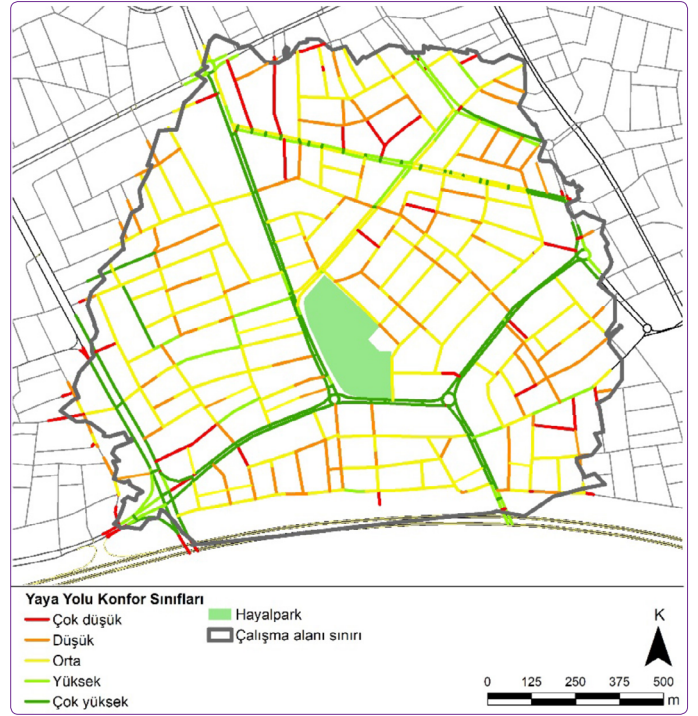 Yaya Yolu Konfor Sınıfları
Çok düşük
Düşük
Orta
Yüksek
Çok yüksek
Hayalpark
Çalışma alanı sınırı
K
0 125 250 375 500
m